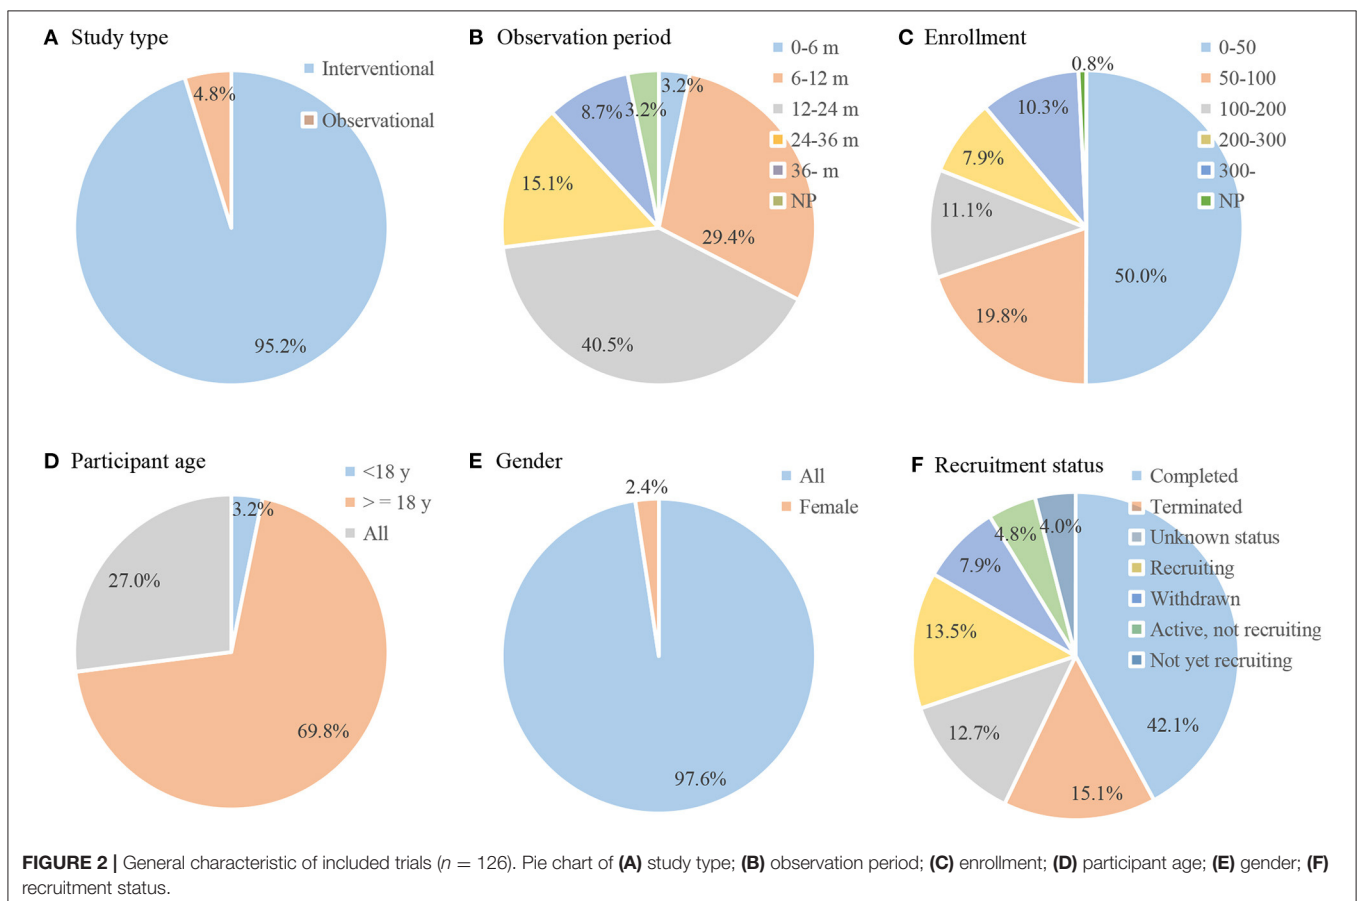 A Study type
Interventional
4.8%
Observational
95.2%
B Observation period
0-6 m
3.2%
6-12 m
8.7%
3.2%
12-24 m
24-36 m
15.1%
36- m
NP
29.4%
40.5%
C Enrollment
0-50
0.8%
50-100
10.3%
100-200
200-300
7.9%
300-
NP
11.1%
50.0%
19.8%
D Participant age
<18 y
> = 18 y
3.2%
All
27.0%
69.8%
E Gender
All
2.4%
Female
97.6%
F Recruitment status
Completed
Terminated
4.8%
4.0%
Unknown status
7.9%
Recruiting
Withdrawn
13.5%
Active, not recruiting
Not yet recruiting
12.7%
42.1%
15.1%
FIGURE 2 | General characteristic of included trials (n = 126). Pie chart of (A) study type; (B) observation period; (C) enrollment; (D) participant age; (E) gender; (F)
recruitment status.